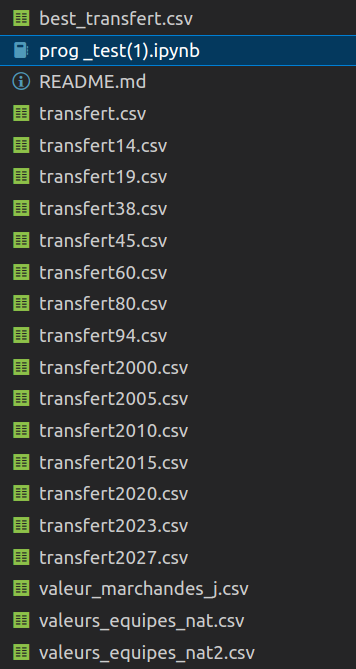 best_transfert.csv
prog _test(1).ipynb
README.md
transfert.csv
transfert14.csv
transfert19.csv
transfert38.csv
transfert45.csv
transfert60.csv
transfert80.csv
transfert94.csv
transfert2000.csv
transfert2005.csv
transfert2010.csv
transfert2015.csv
transfert2020.csv
transfert2023.csv
transfert2027.csv
valeur_marchandes_j.csv
valeurs_equipes_nat.csv
valeurs_equipes_nat2.csv